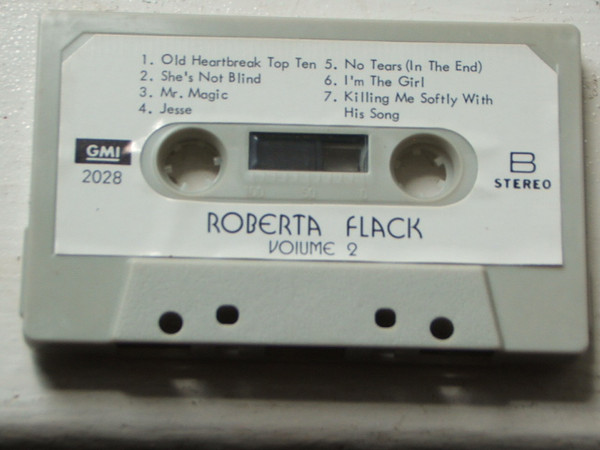 1. Old Heartbreak Top Ten
2. She's Not Blind
3. Mr. Magic
4. Jesse
5. No Tears (In The End)
6. I'm The Girl
7. Killing Me Softly With
His Song
GMI
2028
B
STEREO
ROBERTA FLACK
VOlUME 2